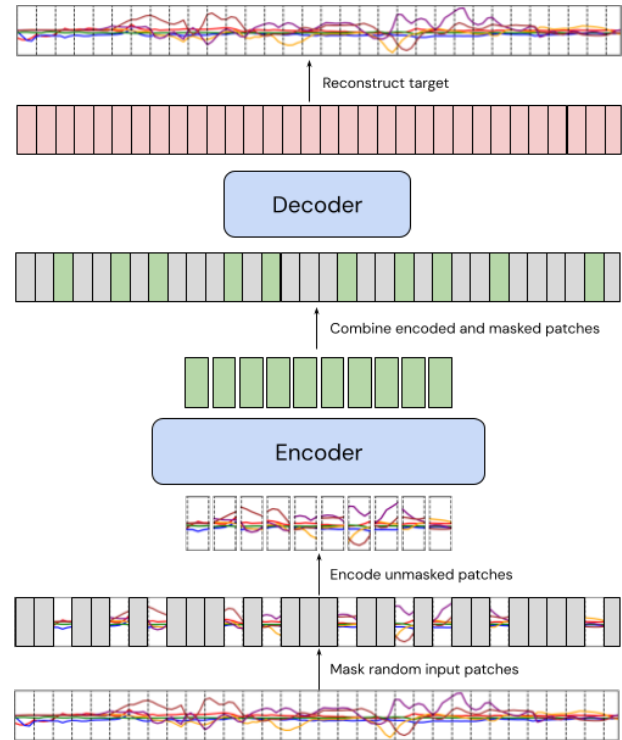 Reconstruct target
Decoder
Combine encoded and masked patches
Encoder
Encode unmasked patches
Mask random input patches